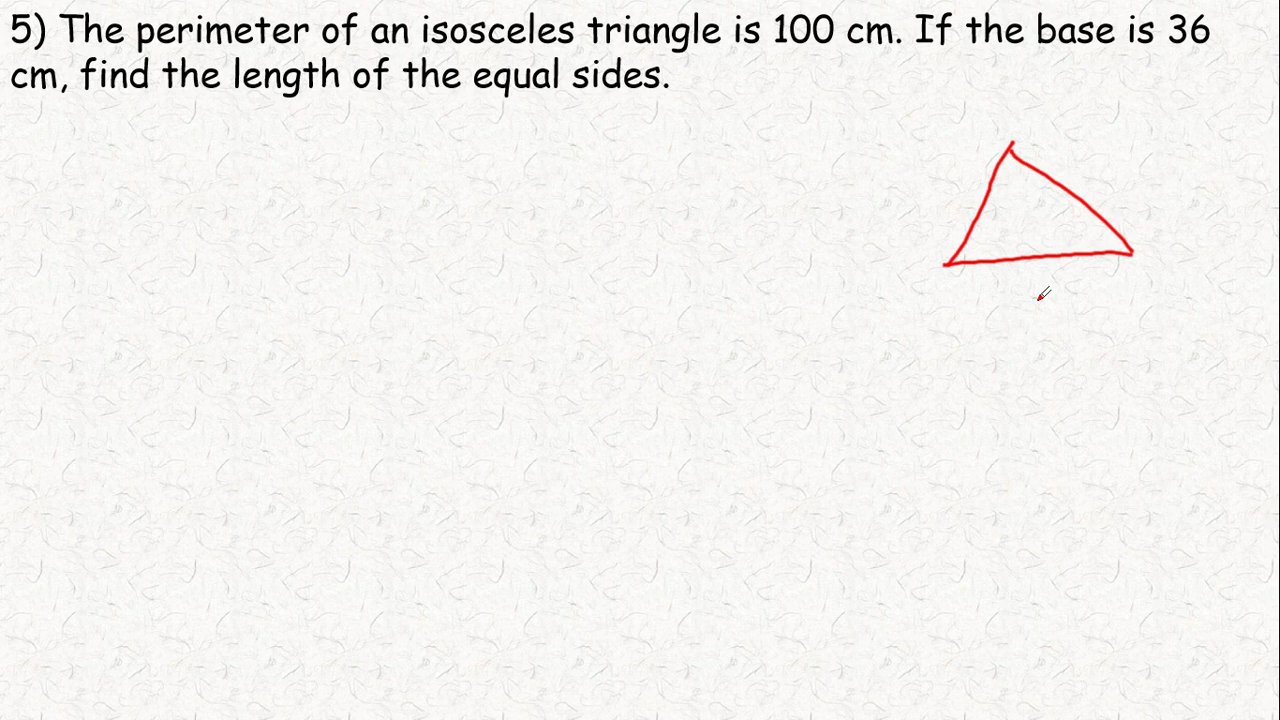 5) The perimeter of an isosceles triangle is 100 cm. If the base is 36
cm, find the length of the equal sides.